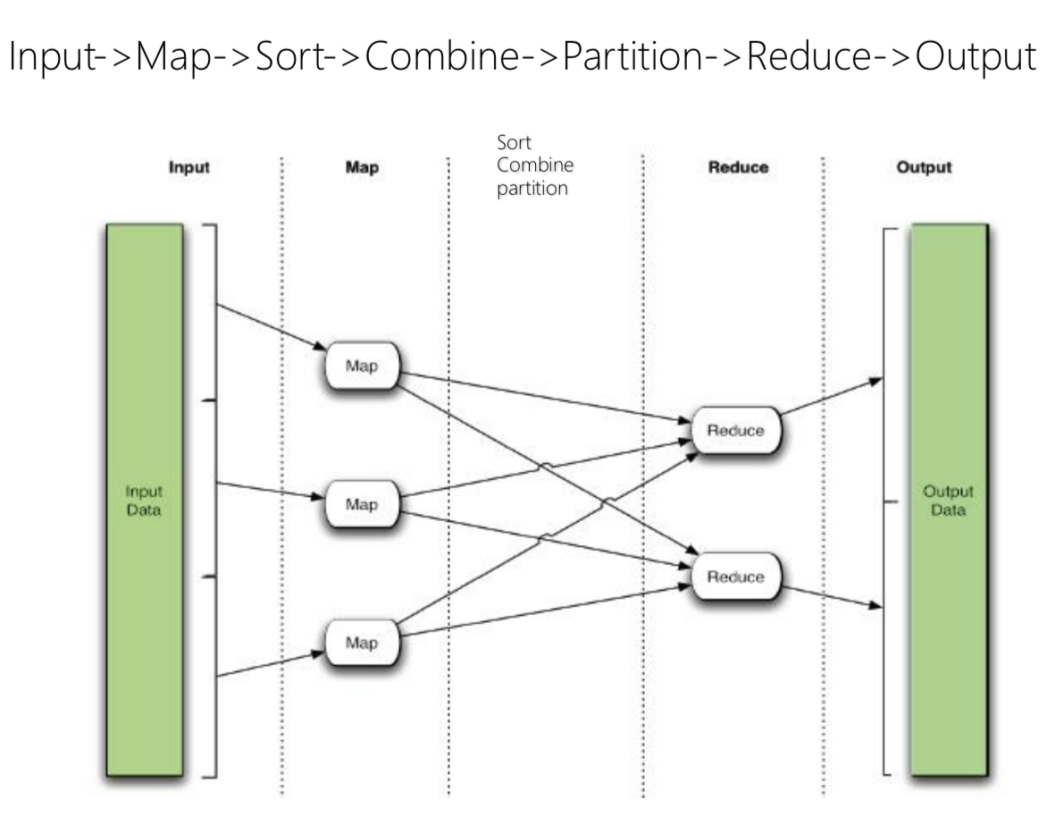 Input->Map->Sort->Combine->Partition->Reduce->Output
Sort
Combine
partition
Input
Map
Reduce
Output
Map
Reduce
Input
Data
Map
Output
Data
Reduce
Map